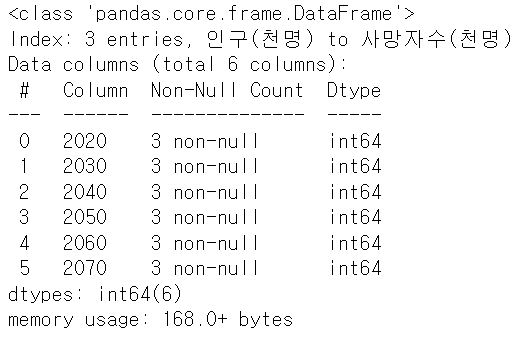 <class 'pandas.core.frame.DataFrame'>
Index: 3 entries, 인구(천명) to 사망자수(천명)
Data columns (total 6 columns):
 #   Column  Non-Null Count  Dtype
---  ------  --------------  -----
 0   2020    3 non-null      int64
 1   2030    3 non-null      int64
 2   2040    3 non-null      int64
 3   2050    3 non-null      int64
 4   2060    3 non-null      int64
 5   2070    3 non-null      int64
dtypes: int64(6)
memory usage: 168.0+ bytes